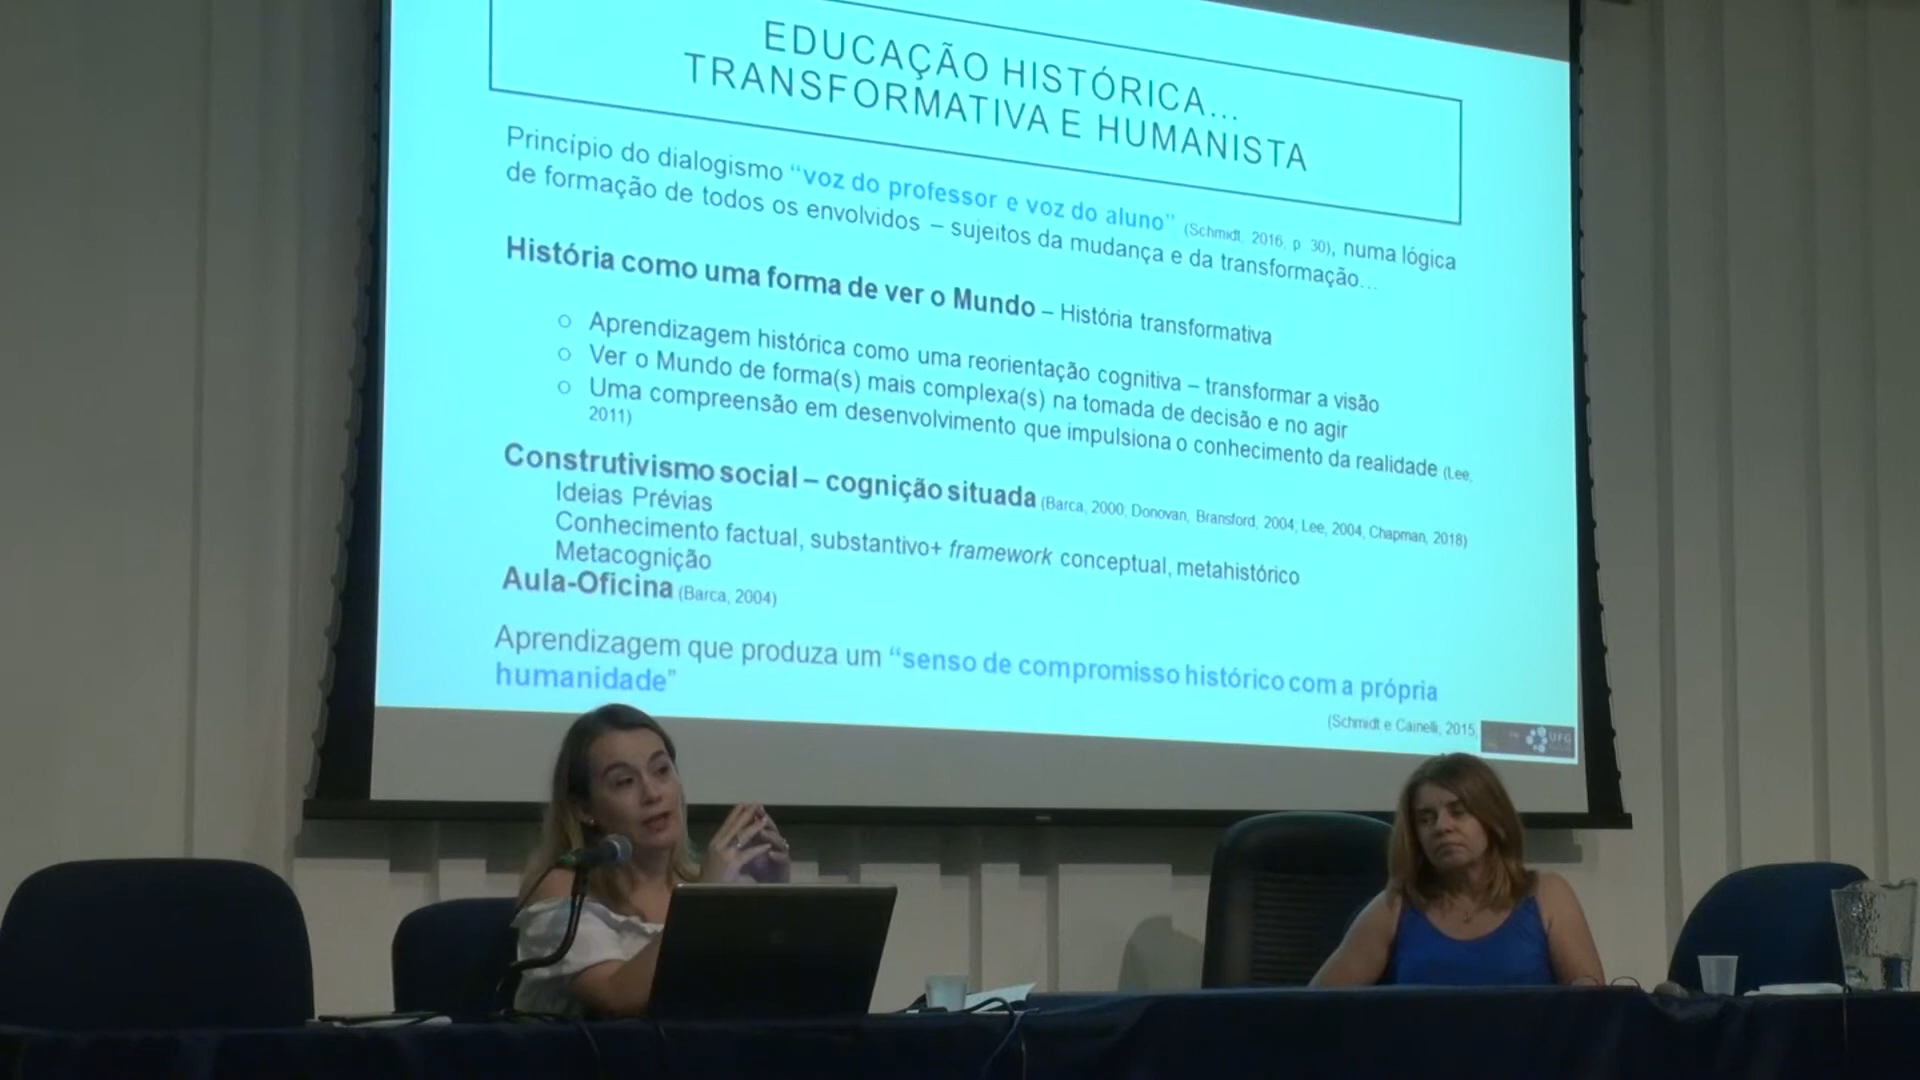 EDUCAÇÃO HISTÓRICA...
TRANSFORMATIVA E HUMANISTA
Princípio do dialogismo “voz do professor e voz do aluno” (Schmidt, 2016, p. 30), numa lógica
de formação de todos os envolvidos – sujeitos da mudança e da transformação...
História como uma forma de ver o Mundo – História transformativa
o Aprendizagem histórica como uma reorientação cognitiva – transformar a visão
o Ver o Mundo de forma(s) mais complexa(s) na tomada de decisão e no agir
o Uma compreensão em desenvolvimento que impulsiona o conhecimento da realidade (Lee,
2011)
Construtivismo social – cognição situada (Barca, 2000; Donovan, Bransford, 2004; Lee, 2004, Chapman, 2018)
Ideias Prévias
Conhecimento factual, substantivo+ framework conceptual, metahistórico
Metacognição
Aula-Oficina (Barca, 2004)
Aprendizagem que produza um “senso de compromisso histórico com a própria
humanidade”
(Schmidt e Cainelli, 2015,
UFG